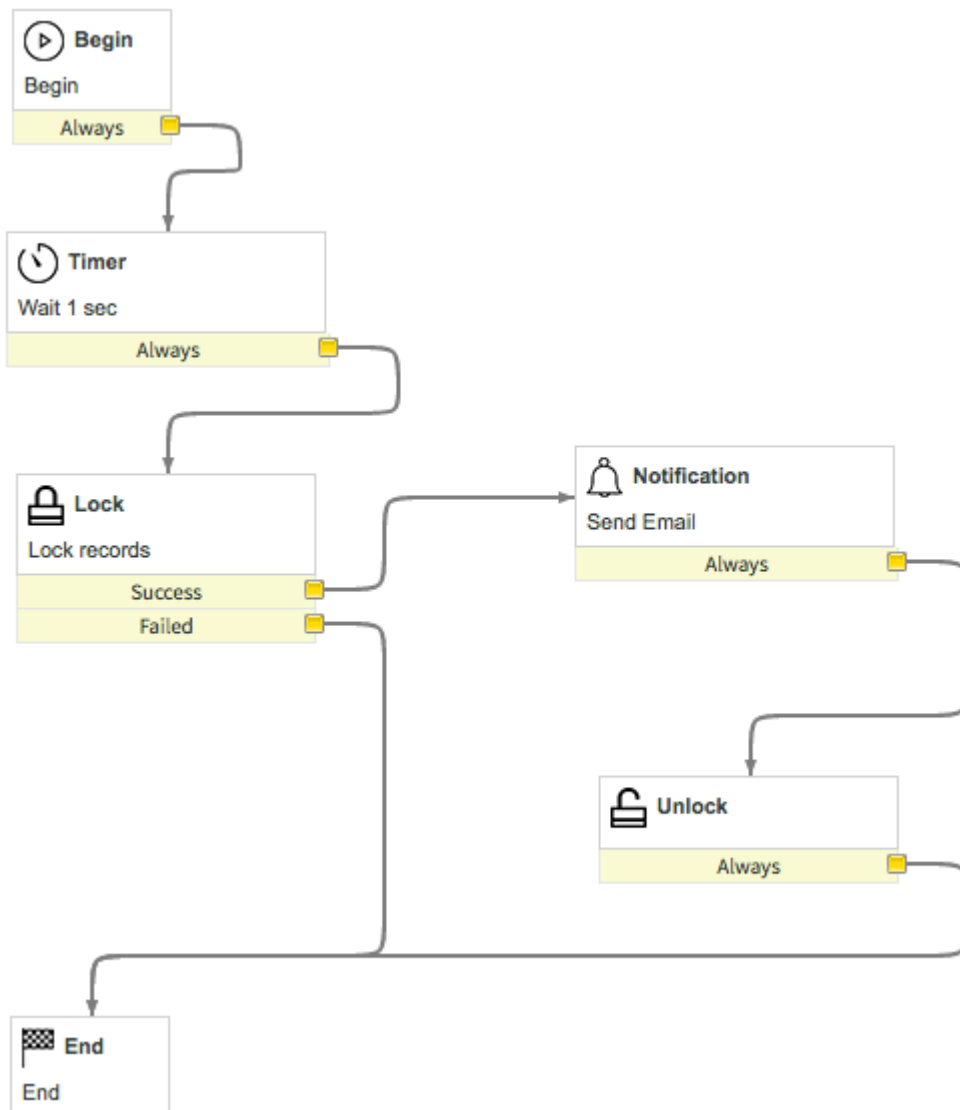 Begin
Begin
Always
Timer
Wait 1 sec
Always
Lock
Lock records
Success
Failed
Notification
Send Email
Always
Unlock
Always
End
End